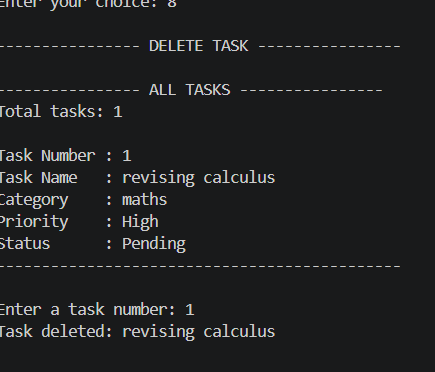 Enter your choice: 8
---------------- DELETE TASK ----------------
---------------- ALL TASKS ----------------
Total tasks: 1
Task Number : 1
Task Name   : revising calculus
Category    : maths
Priority    : High
Status      : Pending
---------------------------------------------
Enter a task number: 1
Task deleted: revising calculus